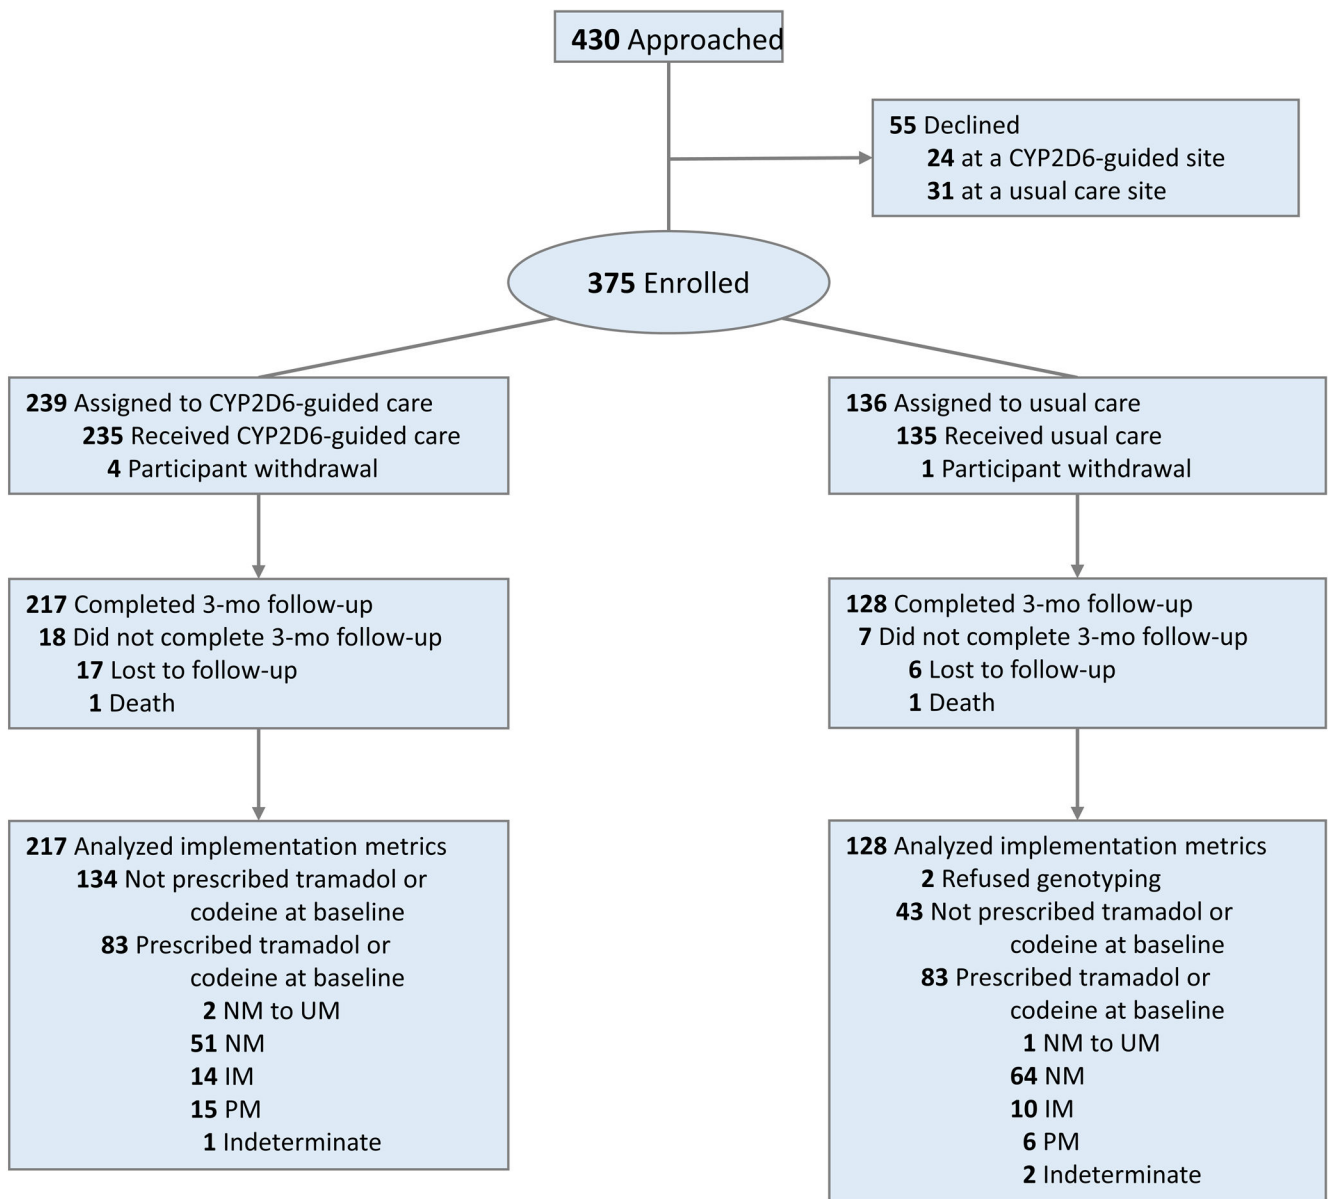 430 Approached
55 Declined
24 at a CYP2D6-guided site
31 at a usual care site
375 Enrolled
239 Assigned to CYP2D6-guided care
235 Received CYP2D6-guided care
4 Participant withdrawal
136 Assigned to usual care
135 Received usual care
1 Participant withdrawal
217 Completed 3-mo follow-up
18 Did not complete 3-mo follow-up
17 Lost to follow-up
1 Death
128 Completed 3-mo follow-up
7 Did not complete 3-mo follow-up
6 Lost to follow-up
1 Death
217 Analyzed implementation metrics
134 Not prescribed tramadol or
codeine at baseline
83 Prescribed tramadol or
codeine at baseline
2 NM to UM
51 NM
14 IM
15 PM
1 Indeterminate
128 Analyzed implementation metrics
2 Refused genotyping
43 Not prescribed tramadol or
codeine at baseline
83 Prescribed tramadol or
codeine at baseline
1 NM to UM
64 NM
10 IM
6 PM
2 Indeterminate